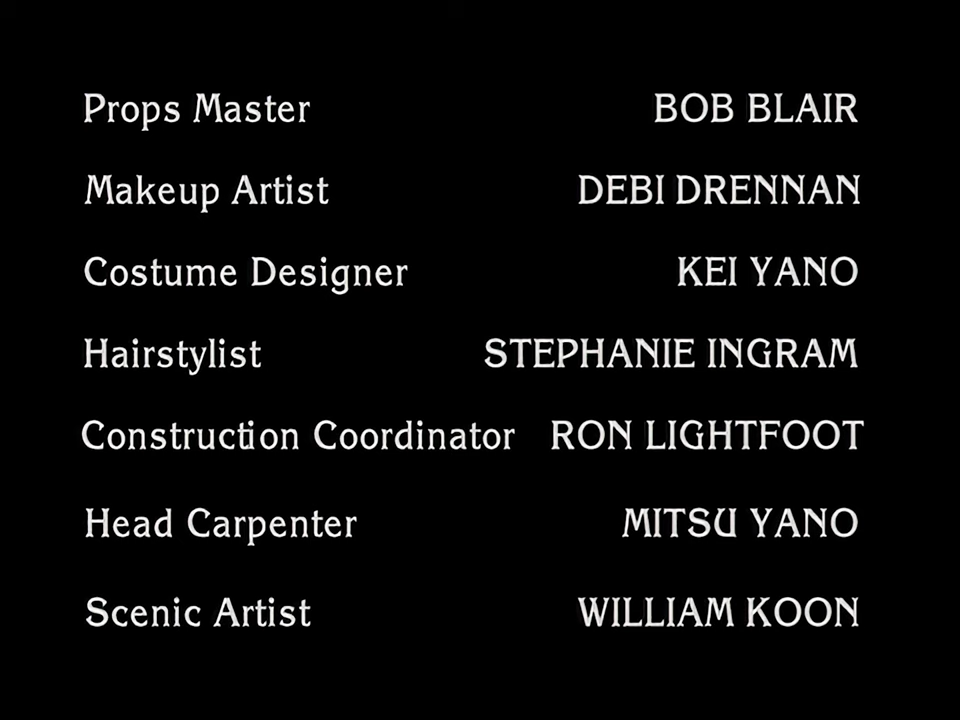 Props Master BOB BLAIR
Makeup Artist DEBI DRENNAN
Costume Designer KEI YANO
Hairstylist STEPHANIE INGRAM
Construction Coordinator RON LIGHTFOOT
Head Carpenter MITSU YANO
Scenic Artist WILLIAM KOON